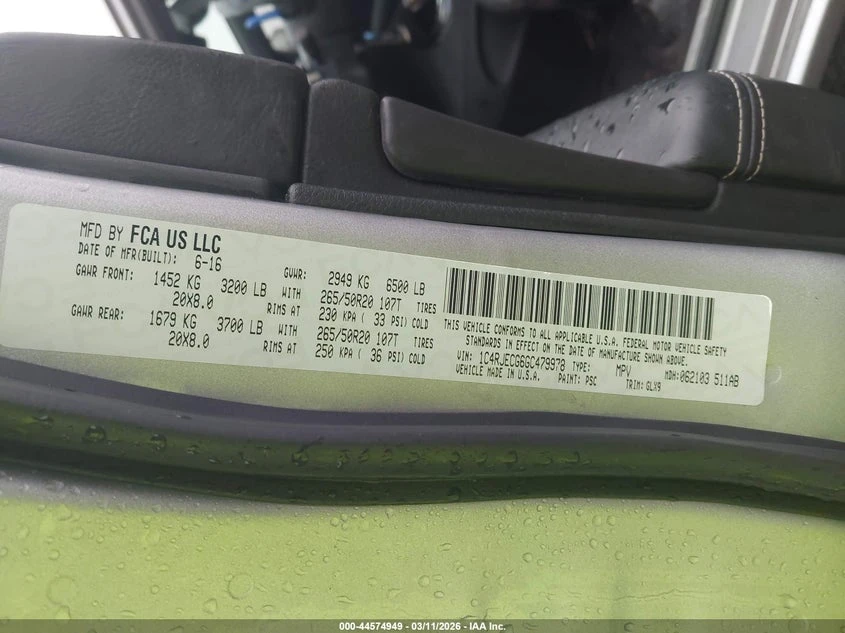 MFD BY FCA US LLC
DATE OF MFR(BUILT): 6-16 GVWR: 2949 KG 6500 LB
GAWR FRONT: 1452 KG 3200 LB WITH 265/50R20 107T TIRES
20X8.0 RIMS AT 230 KPA ( 33 PSI) COLD
GAWR REAR: 1679 KG 3700 LB WITH 265/50R20 107T TIRES
20X8.0 RIMS AT 250 KPA ( 36 PSI) COLD
THIS VEHICLE CONFORMS TO ALL APPLICABLE U.S.A. FEDERAL MOTOR VEHICLE SAFETY
STANDARDS IN EFFECT ON THE DATE OF MANUFACTURE SHOWN ABOVE.
VIN: 1C4RJECG6GC479978 TYPE: MPV MDH: 062103 511AB
VEHICLE MADE IN U.S.A. PAINT: PSC TRIM: GLX9
000-44574949 - 03/11/2026 - IAA Inc.